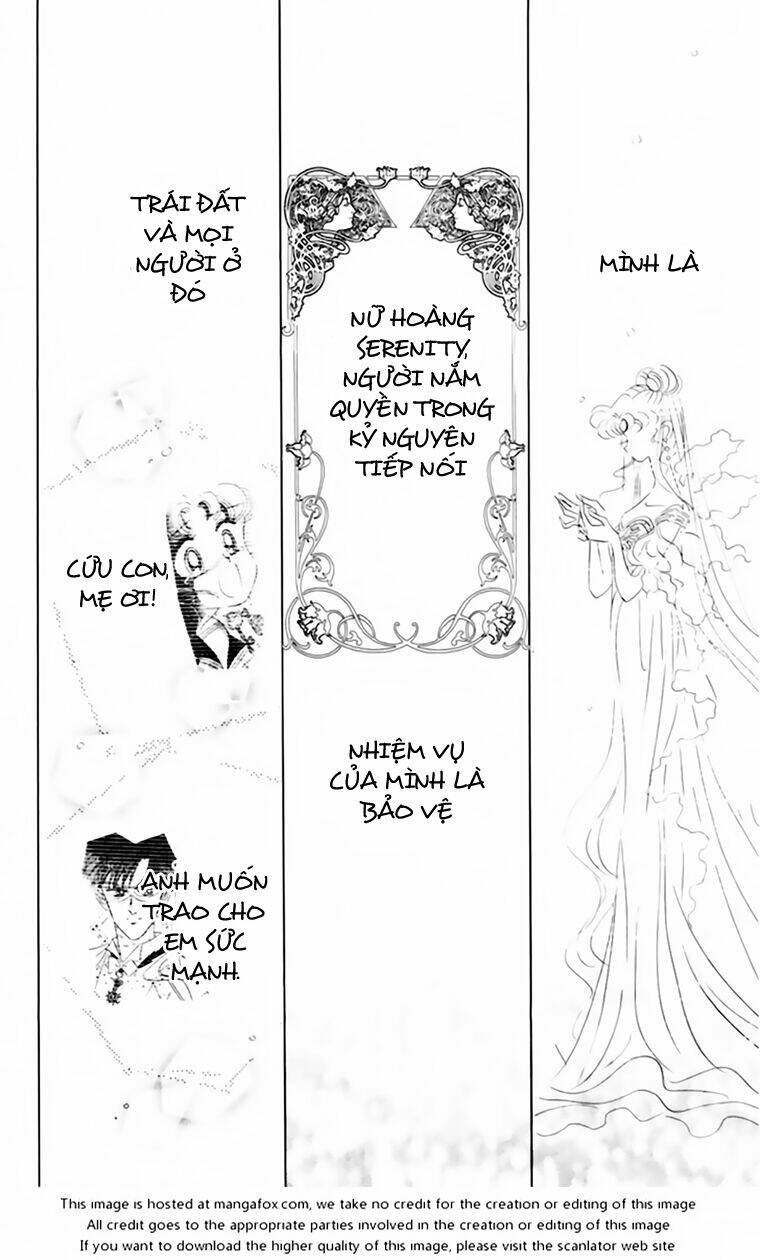 MÌNH LÀ
NỮ HOÀNG
SERENITY,
NGƯỜI NẮM
QUYỀN TRONG
KỶ NGUYÊN
TIẾP NỐI
NHIỆM VỤ
CỦA MÌNH LÀ
BẢO VỆ
TRÁI ĐẤT
VÀ MỌI
NGƯỜI Ở
ĐÓ
CỨU CON,
MẸ ƠI!
ANH MUỐN
TRAO CHO
EM SỨC
MẠNH.
This image is hosted at mangafox.com, we take no credit for the creation or editing of this image
All credit goes to the appropriate parties involved in the creation or editing of this image
If you want to download the higher quality of this image, please visit the scanlator web site